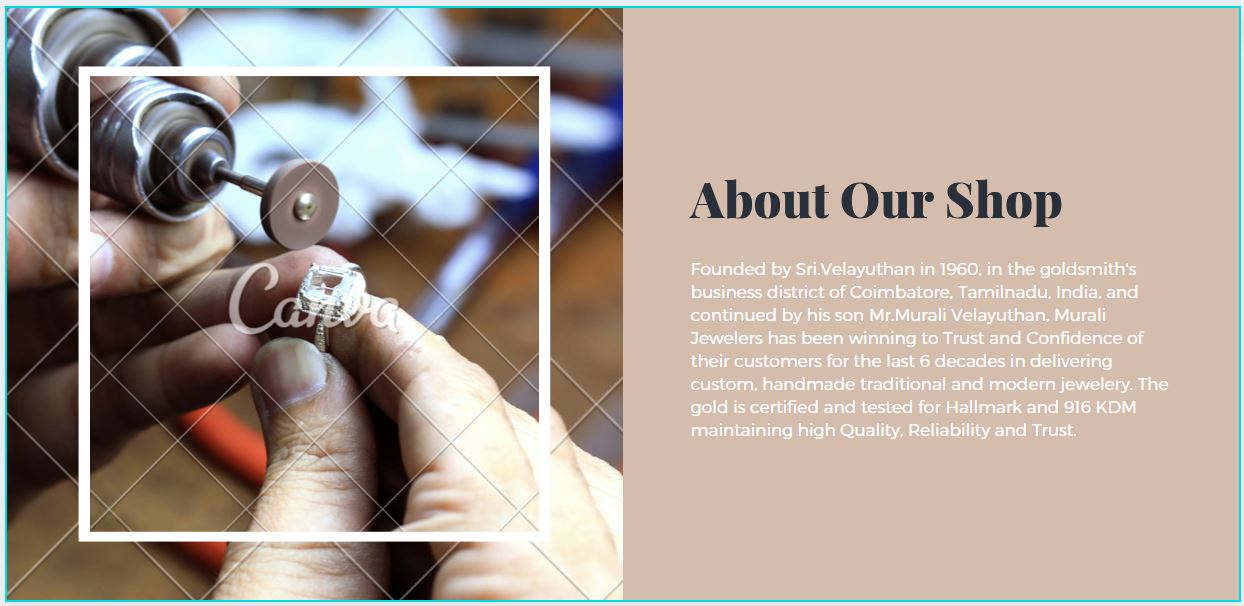 Canva
About Our Shop
Founded by Sri.Velayuthan in 1960, in the goldsmith's
business district of Coimbatore, Tamilnadu, India, and
continued by his son Mr.Murali Velayuthan, Murali
Jewelers has been winning to Trust and Confidence of
their customers for the last 6 decades in delivering
custom, handmade traditional and modern jewelery. The
gold is certified and tested for Hallmark and 916 KDM
maintaining high Quality, Reliability and Trust.